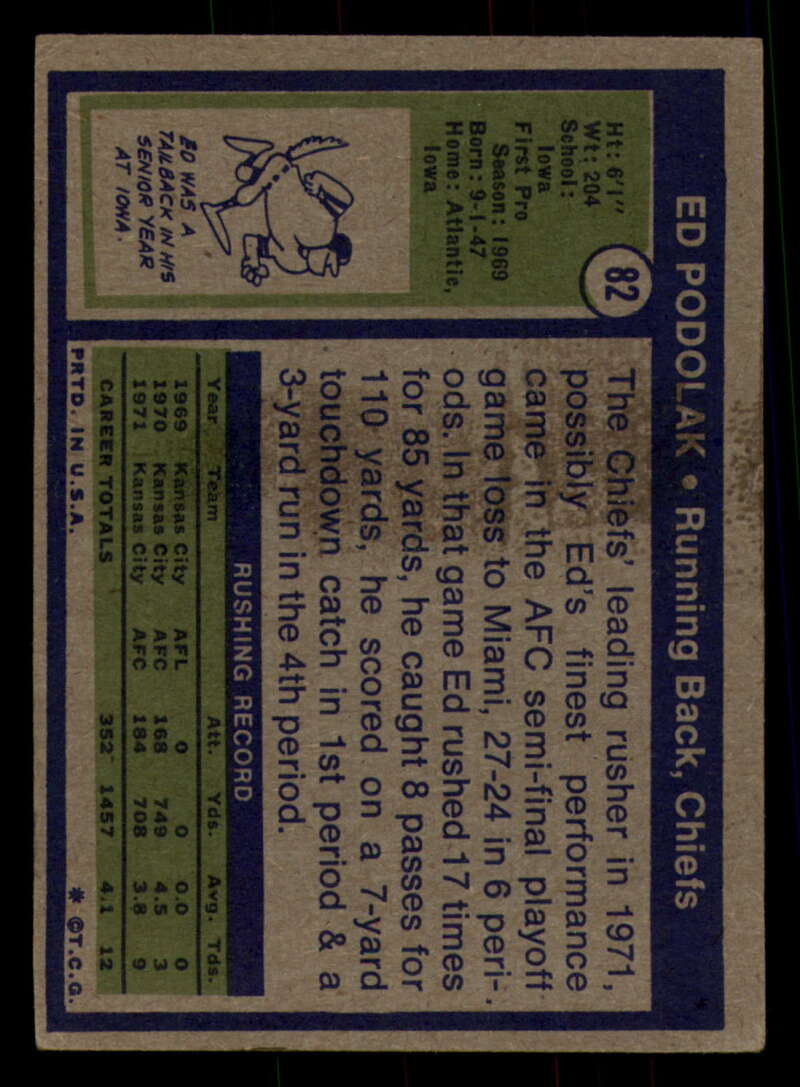 ED PODOLAK • Running Back, Chiefs
82
Ht: 6'1"
Wt: 204
School:
Iowa
First Pro
Season: 1969
Born: 9-1-47
Home: Atlantic,
Iowa
ED WAS A
TAILBACK IN HIS
SENIOR YEAR
AT IOWA.
The Chiefs' leading rusher in 1971,
possibly Ed's finest performance
came in the AFC semi-final playoff
game loss to Miami, 27-24 in 6 peri-
ods. In that game Ed rushed 17 times
for 85 yards, he caught 8 passes for
110 yards, he scored on a 7-yard
touchdown catch in 1st period & a
3-yard run in the 4th period.
RUSHING RECORD
Year Team Att. Yds. Avg. Tds.
1969 Kansas City AFL 0 0 0.0 0
1970 Kansas City AFC 168 749 4.5 3
1971 Kansas City AFC 184 708 3.8 9
CAREER TOTALS 352 1457 4.1 12
PRTD. IN U.S.A. * ©T.C.G.